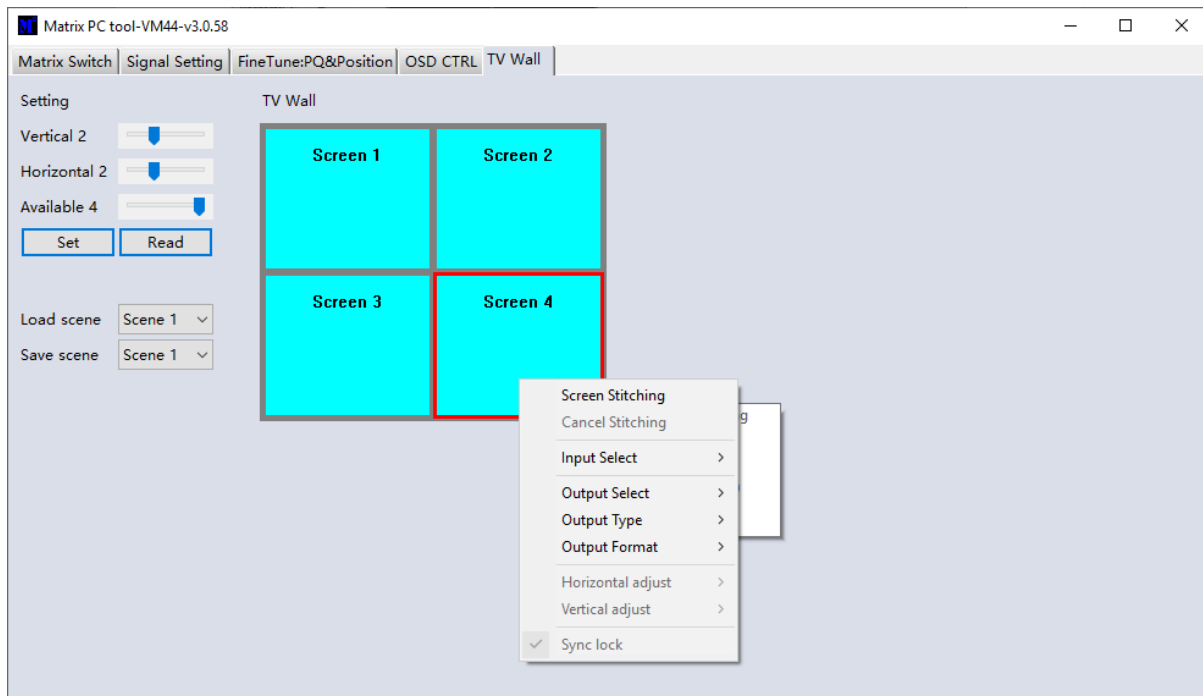 Matrix PC tool-VM44-v3.0.58
Matrix Switch Signal Setting FineTune:PQ&Position OSD CTRL TV Wall
Setting TV Wall
Vertical 2
Horizontal 2
Available 4
Set Read
Load scene Scene 1
Save scene Scene 1
Screen 1 Screen 2
Screen 3 Screen 4
Screen Stitching
Cancel Stitching
Input Select
Output Select
Output Type
Output Format
Horizontal adjust
Vertical adjust
Sync lock